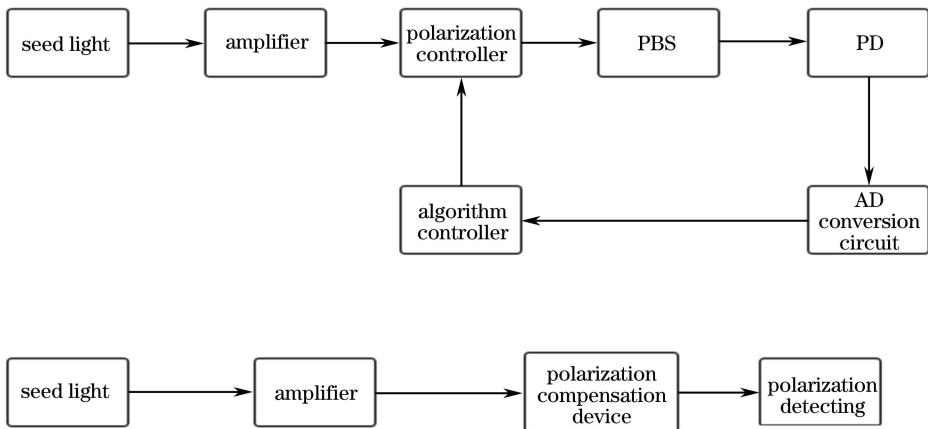 seed light
amplifier
polarization
controller
PBS
PD
algorithm
controller
AD
conversion
circuit
seed light
amplifier
polarization
compensation
device
polarization
detecting